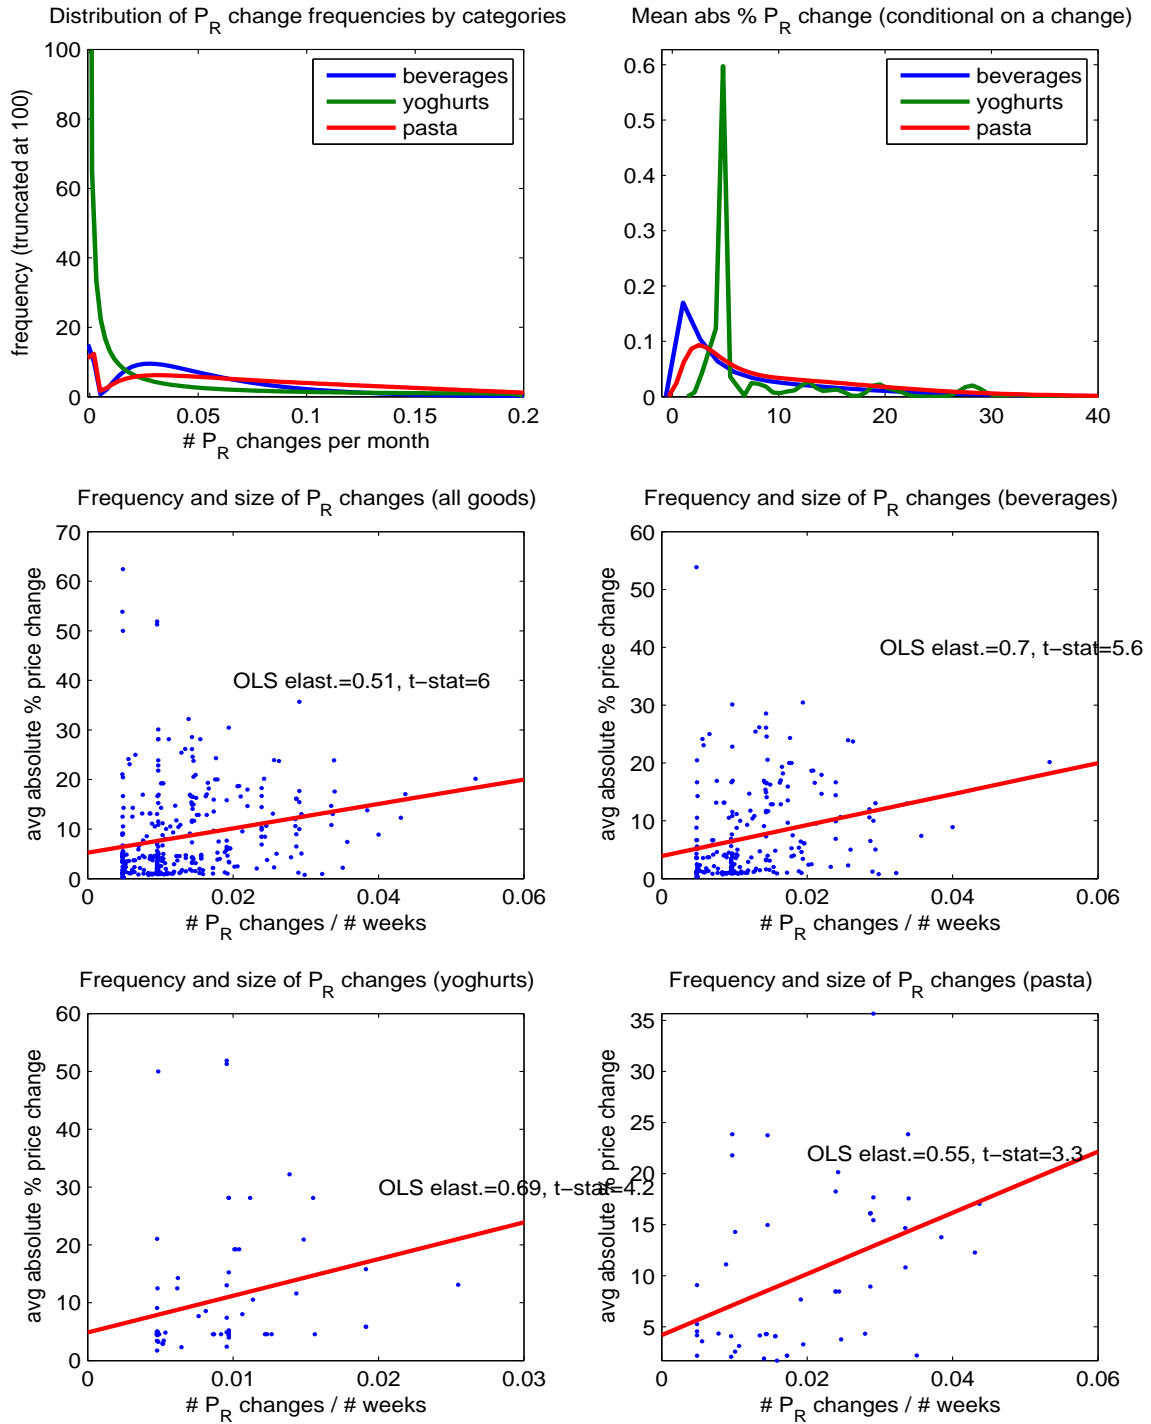 Distribution of P_R change frequencies by categories
frequency (truncated at 100)
100
80
60
40
20
0
beverages
yoghurts
pasta
0
0.05
0.1
0.15
0.2
# P_R changes per month
Mean abs % P_R change (conditional on a change)
0.6
0.5
0.4
0.3
0.2
0.1
0
beverages
yoghurts
pasta
0
10
20
30
40
Frequency and size of P_R changes (all goods)
avg absolute % price change
70
60
50
40
30
20
10
0
OLS elast.=0.51, t−stat=6
0
0.02
0.04
0.06
# P_R changes / # weeks
Frequency and size of P_R changes (beverages)
avg absolute % price change
60
50
40
30
20
10
0
OLS elast.=0.7, t−stat=5.6
0
0.02
0.04
0.06
# P_R changes / # weeks
Frequency and size of P_R changes (yoghurts)
avg absolute % price change
60
50
40
30
20
10
0
OLS elast.=0.69, t−stat=4.2
0
0.01
0.02
0.03
# P_R changes / # weeks
Frequency and size of P_R changes (pasta)
avg absolute % price change
35
30
25
20
15
10
5
OLS elast.=0.55, t−stat=3.3
0
0.02
0.04
0.06
# P_R changes / # weeks